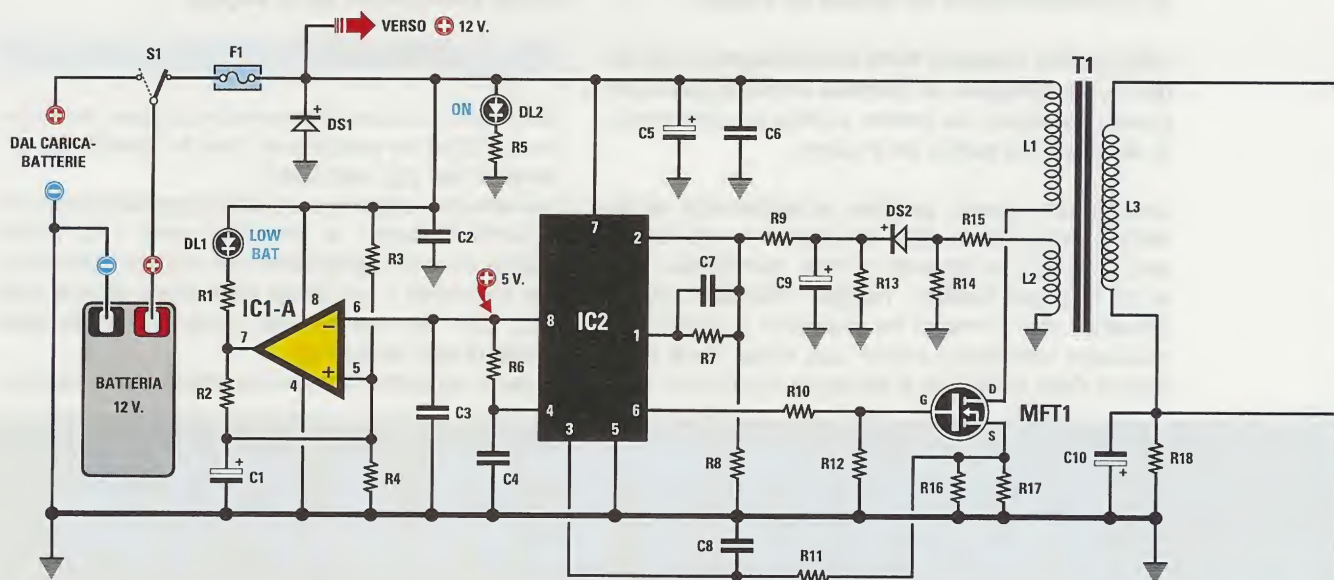 VERSO + 12 V.
S1
F1
T1
+
DAL CARICA-
BATTERIE
−
+
DS1
ON
DL2
R5
+
C5
C6
L1
L3
DL1
LOW
BAT
R3
C2
7
2
R9
DS2
+
R15
−
+
R1
IC1-A
8
6
−
+
5 V.
8
IC2
1
C7
R7
C9
+
R13
R14
L2
7
BATTERIA
12 V.
R2
4
+
5
C3
R6
4
6
R10
G
D
S
MFT1
+
C1
R4
C4
3
5
R8
R12
R16
R17
C10
+
R18
C8
R11